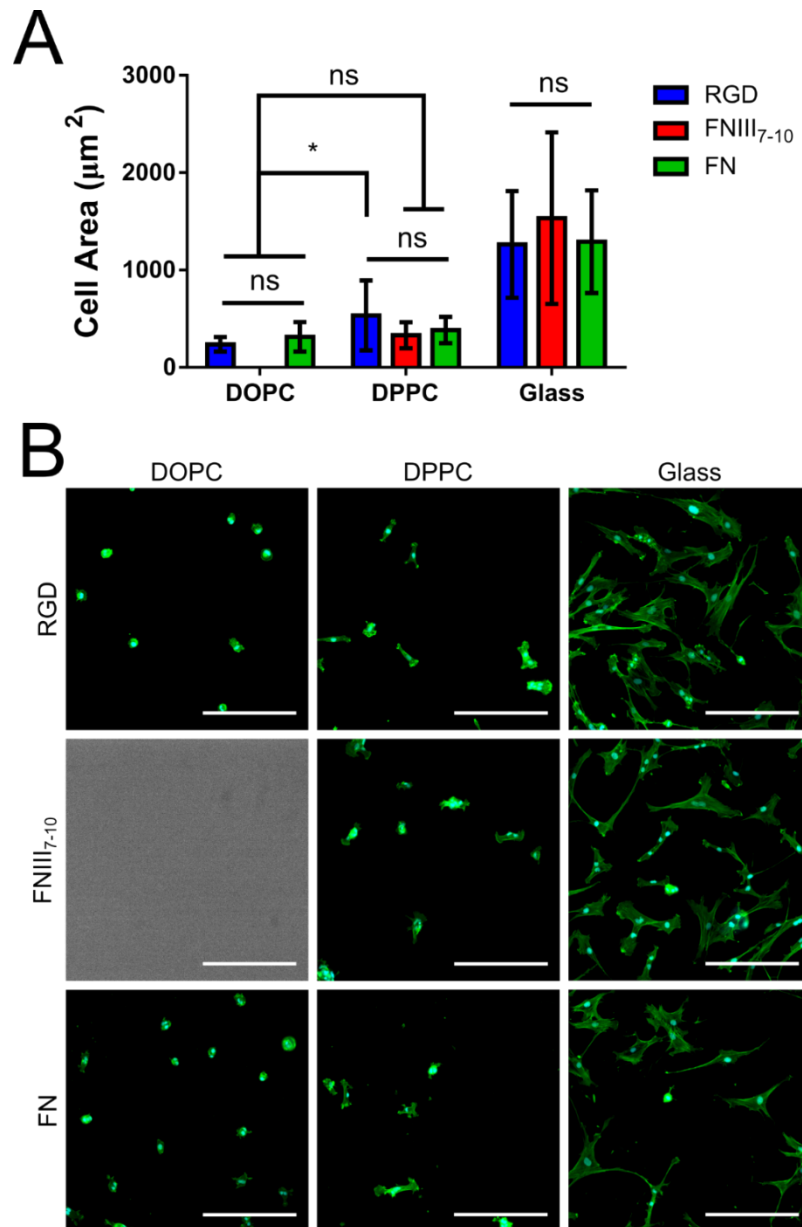 A
3000
2000
1000
0
Cell Area (μm²)
ns
*
ns
ns
ns
RGD
FNIII₇₋₁₀
FN
DOPC
DPPC
Glass
B
DOPC
DPPC
Glass
RGD
FNIII₇₋₁₀
FN